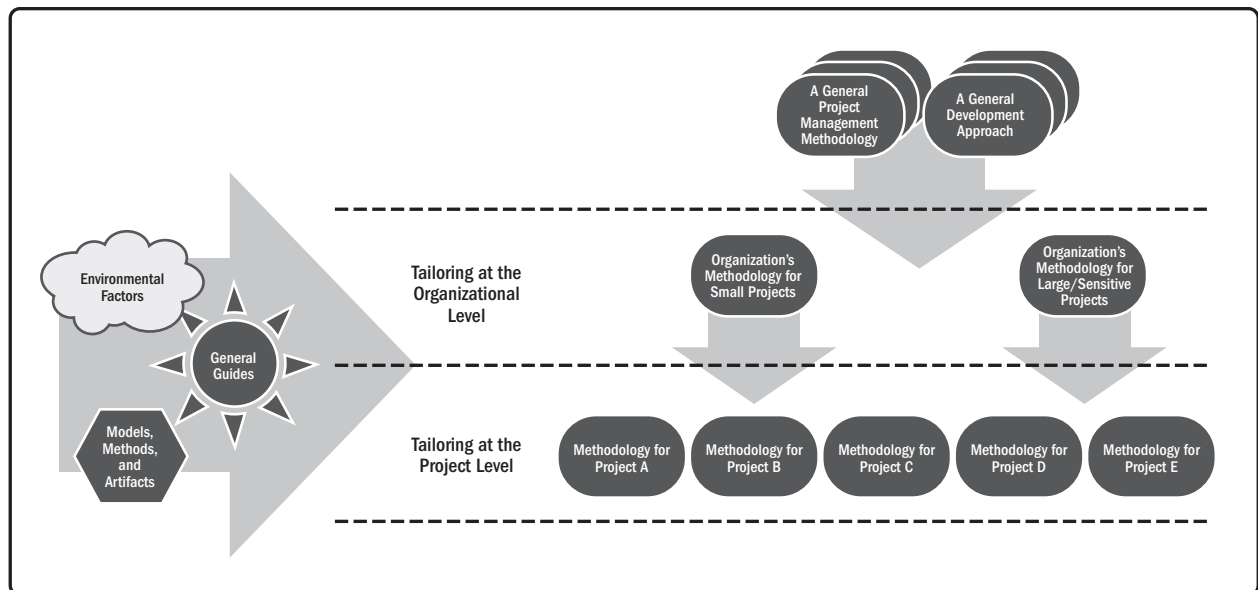 A General
Project
Management
Methodology
A General
Development
Approach
Environmental
Factors
General
Guides
Models,
Methods,
and
Artifacts
Tailoring at the
Organizational
Level
Organization's
Methodology for
Small Projects
Organization's
Methodology for
Large/Sensitive
Projects
Tailoring at the
Project Level
Methodology for
Project A
Methodology for
Project B
Methodology for
Project C
Methodology for
Project D
Methodology for
Project E